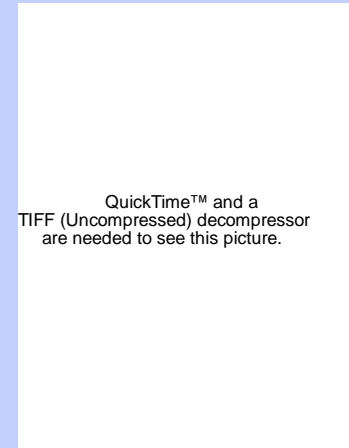 QuickTime™ and a
TIFF (Uncompressed) decompressor
are needed to see this picture.